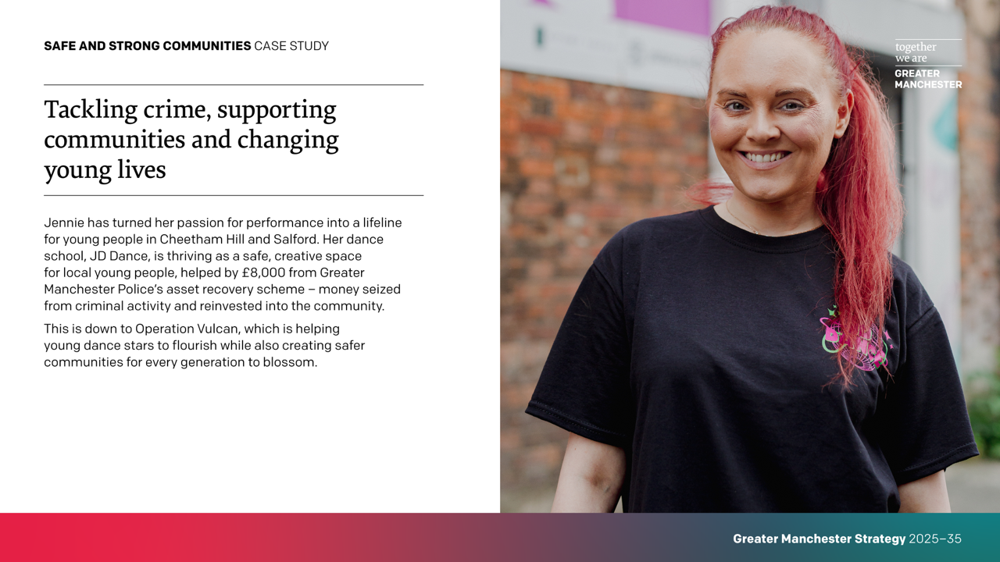 SAFE AND STRONG COMMUNITIES CASE STUDY
Tackling crime, supporting
communities and changing
young lives
Jennie has turned her passion for performance into a lifeline
for young people in Cheetham Hill and Salford. Her dance
school, JD Dance, is thriving as a safe, creative space
for local young people, helped by £8,000 from Greater
Manchester Police’s asset recovery scheme – money seized
from criminal activity and reinvested into the community.
This is down to Operation Vulcan, which is helping
young dance stars to flourish while also creating safer
communities for every generation to blossom.
together
we are
GREATER
MANCHESTER
Greater Manchester Strategy 2025–35